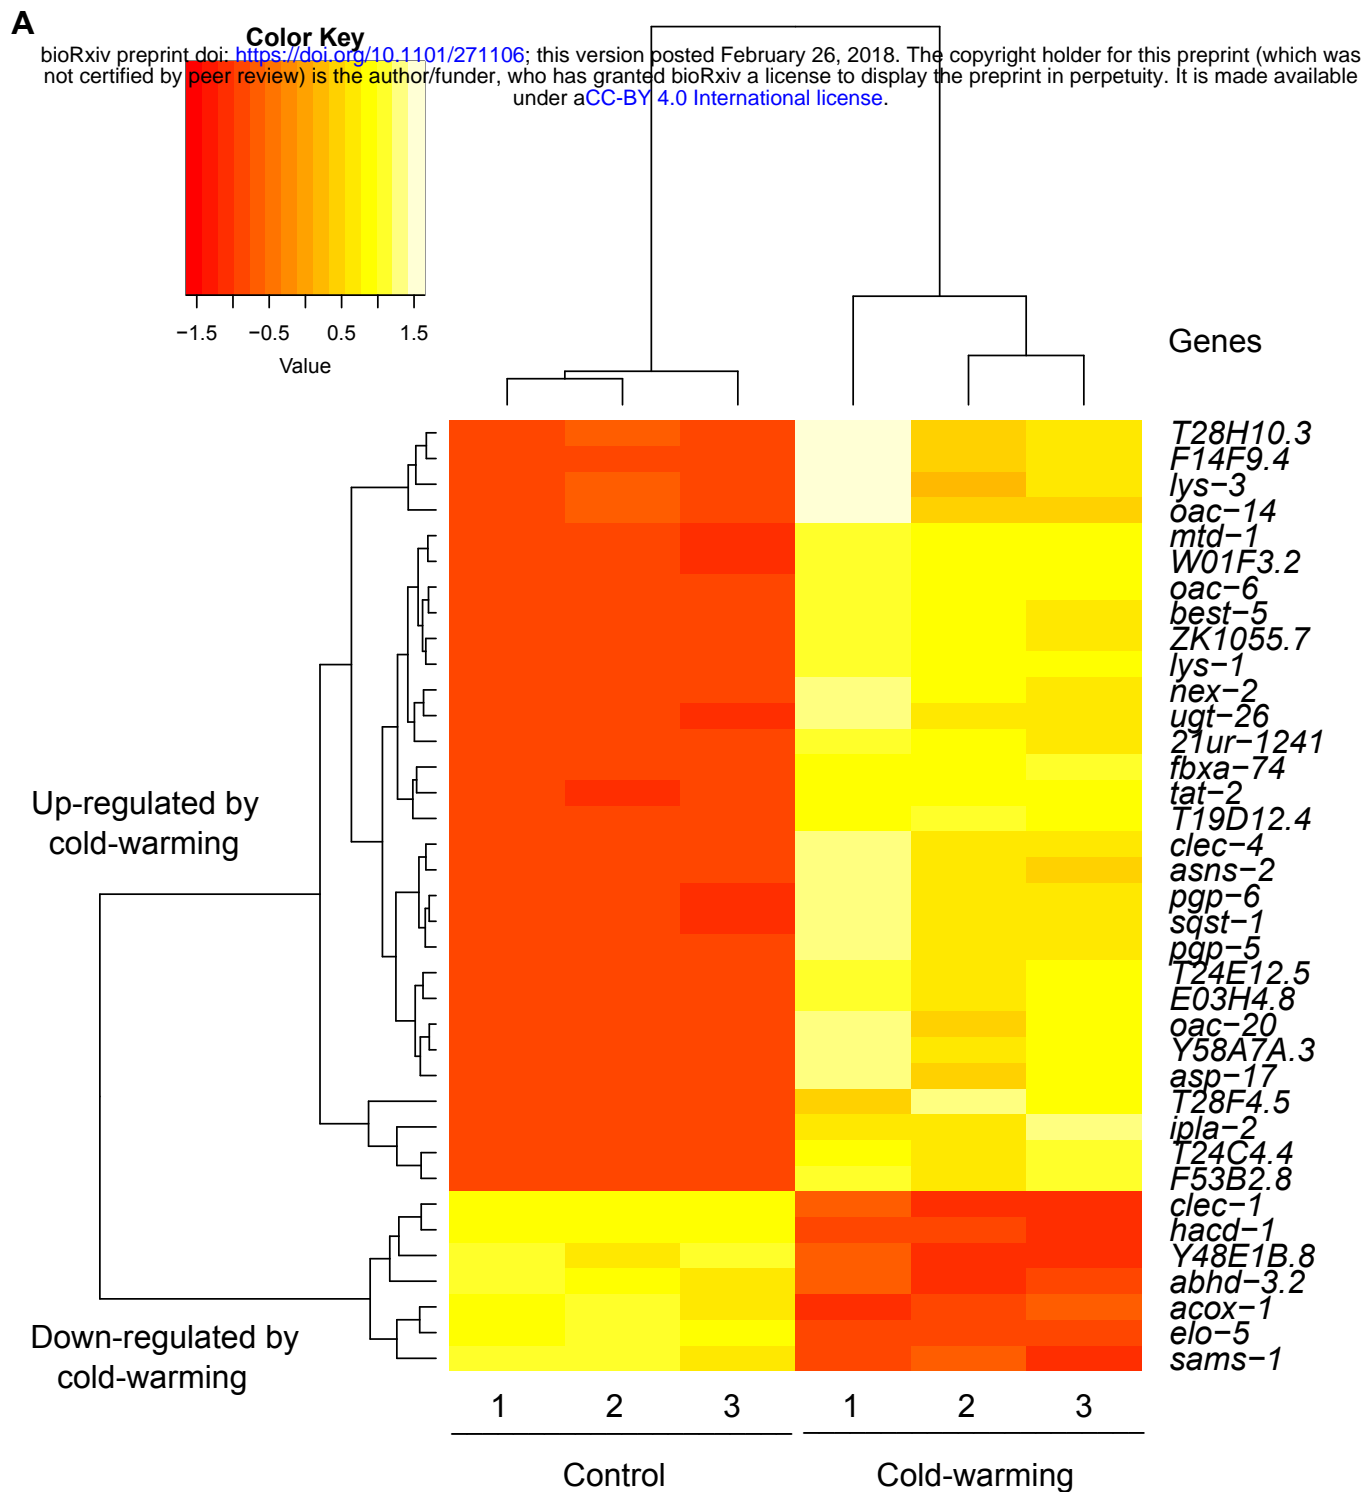 A
Color Key
bioRxiv preprint doi: https://doi.org/10.1101/271106; this version posted February 26, 2018. The copyright holder for this preprint (which was
not certified by peer review) is the author/funder, who has granted bioRxiv a license to display the preprint in perpetuity. It is made available
under aCC-BY 4.0 International license.
−1.5 −0.5 0.5 1.5
Value
Genes
T28H10.3
F14F9.4
lys−3
oac−14
mtd−1
W01F3.2
oac−6
best−5
ZK1055.7
lys−1
nex−2
ugt−26
21ur−1241
fbxa−74
tat−2
T19D12.4
clec−4
asns−2
pgp−6
sqst−1
pgp−5
T24E12.5
E03H4.8
oac−20
Y58A7A.3
asp−17
T28F4.5
ipla−2
T24C4.4
F53B2.8
clec−1
hacd−1
Y48E1B.8
abhd−3.2
acox−1
elo−5
sams−1
Up-regulated by
cold-warming
Down-regulated by
cold-warming
1 2 3 1 2 3
Control Cold-warming